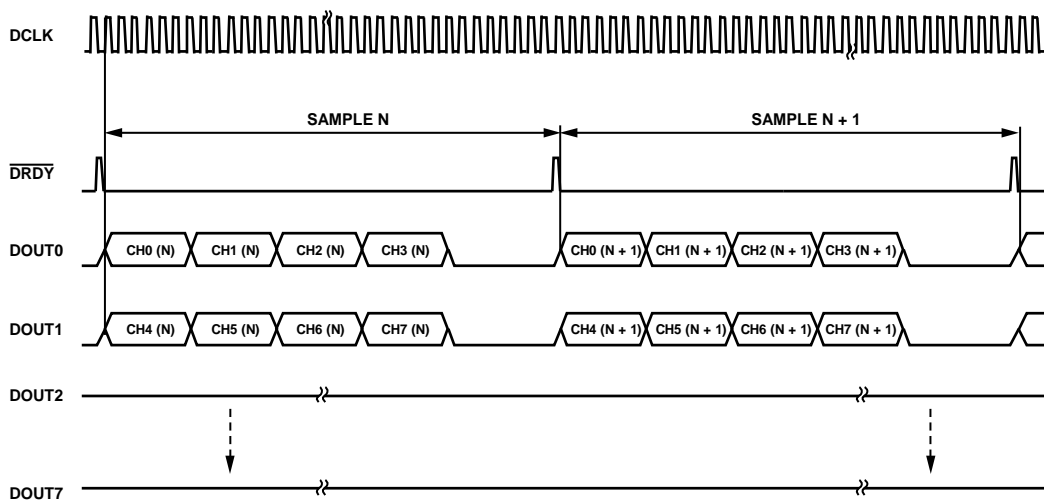 DCLK
SAMPLE N
SAMPLE N + 1
DRDY
DOUT0
CH0 (N)
CH1 (N)
CH2 (N)
CH3 (N)
CH0 (N + 1)
CH1 (N + 1)
CH2 (N + 1)
CH3 (N + 1)
DOUT1
CH4 (N)
CH5 (N)
CH6 (N)
CH7 (N)
CH4 (N + 1)
CH5 (N + 1)
CH6 (N + 1)
CH7 (N + 1)
DOUT2
DOUT7